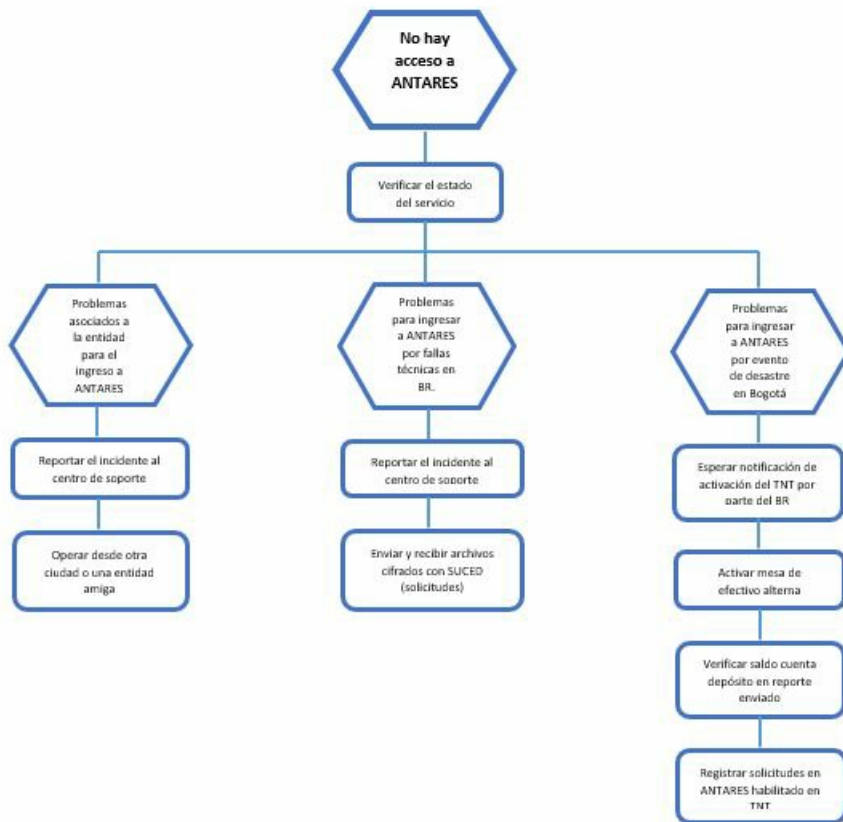 No hay
acceso a
ANTARES
Verificar el estado
del servicio
Problemas
asociados a
la entidad
para el
ingreso a
ANTARES
Reportar el incidente al
centro de soporte
Operar desde otra
ciudad o una entidad
amiga
Problemas
para ingresar
a ANTARES
por fallas
técnicas en
BR.
Reportar el incidente al
centro de soporte
Enviar y recibir archivos
cifrados con SUCED
(solicitudes)
Problemas
para ingresar
a ANTARES
por evento
de desastre
en Bogotá
Esperar notificación de
activación del TNT por
parte del BR
Activar mesa de
efectivo alterna
Verificar saldo cuenta
depósito en reporte
enviado
Registrar solicitudes en
ANTARES habilitado en
TNT